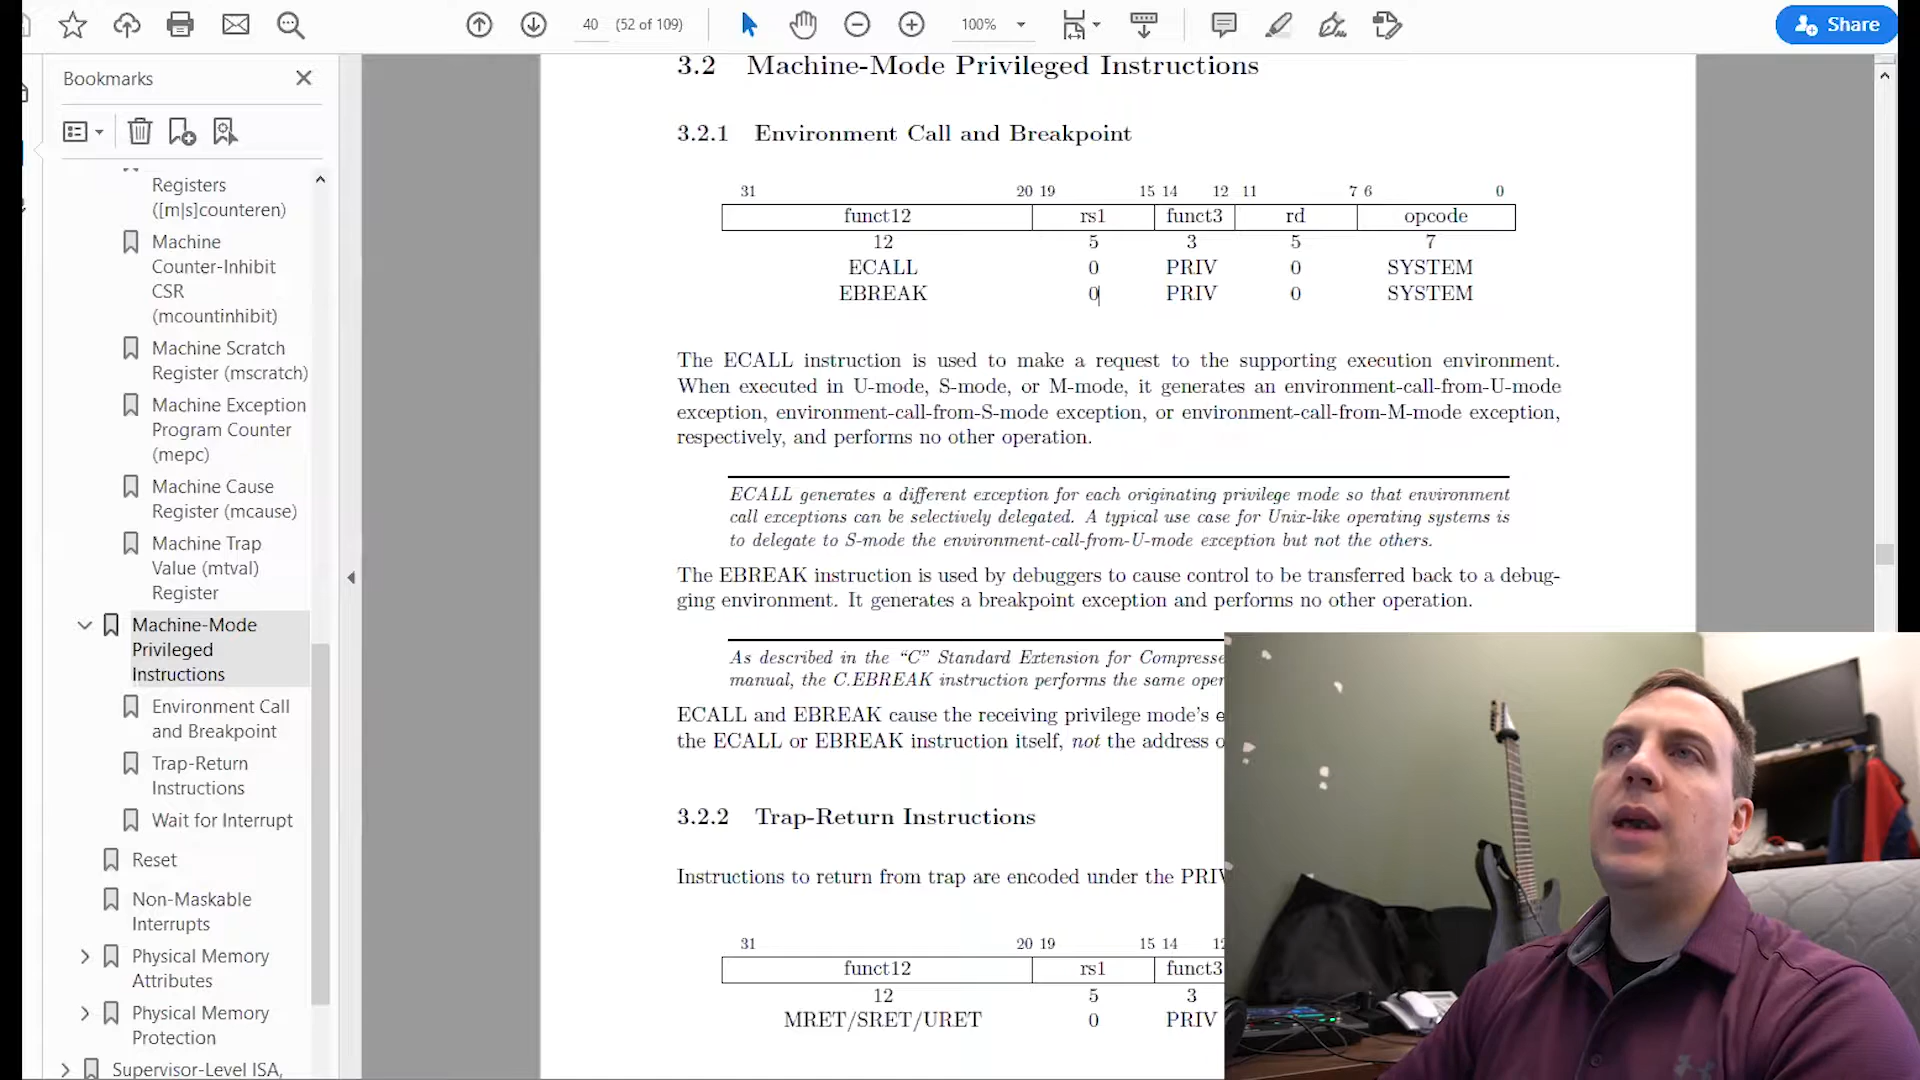 40 (52 of 109)
100%
Share
Bookmarks
Registers
([m|s]counteren)
Machine
Counter-Inhibit
CSR
(mcountinhibit)
Machine Scratch
Register (mscratch)
Machine Exception
Program Counter
(mepc)
Machine Cause
Register (mcause)
Machine Trap
Value (mtval)
Register
Machine-Mode
Privileged
Instructions
Environment Call
and Breakpoint
Trap-Return
Instructions
Wait for Interrupt
Reset
Non-Maskable
Interrupts
Physical Memory
Attributes
Physical Memory
Protection
Supervisor-Level ISA,
3.2 Machine-Mode Privileged Instructions
3.2.1 Environment Call and Breakpoint
31 20 19 15 14 12 11 7 6 0
funct12 rs1 funct3 rd opcode
12 5 3 5 7
ECALL 0 PRIV 0 SYSTEM
EBREAK 0 PRIV 0 SYSTEM
The ECALL instruction is used to make a request to the supporting execution environment.
When executed in U-mode, S-mode, or M-mode, it generates an environment-call-from-U-mode
exception, environment-call-from-S-mode exception, or environment-call-from-M-mode exception,
respectively, and performs no other operation.
ECALL generates a different exception for each originating privilege mode so that environment
call exceptions can be selectively delegated. A typical use case for Unix-like operating systems is
to delegate to S-mode the environment-call-from-U-mode exception but not the others.
The EBREAK instruction is used by debuggers to cause control to be transferred back to a debug-
ging environment. It generates a breakpoint exception and performs no other operation.
As described in the “C” Standard Extension for Compresse
manual, the C.EBREAK instruction performs the same oper
ECALL and EBREAK cause the receiving privilege mode’s e
the ECALL or EBREAK instruction itself, not the address o
3.2.2 Trap-Return Instructions
Instructions to return from trap are encoded under the PRIV
31 20 19 15 14 12
funct12 rs1 funct3
12 5 3
MRET/SRET/URET 0 PRIV